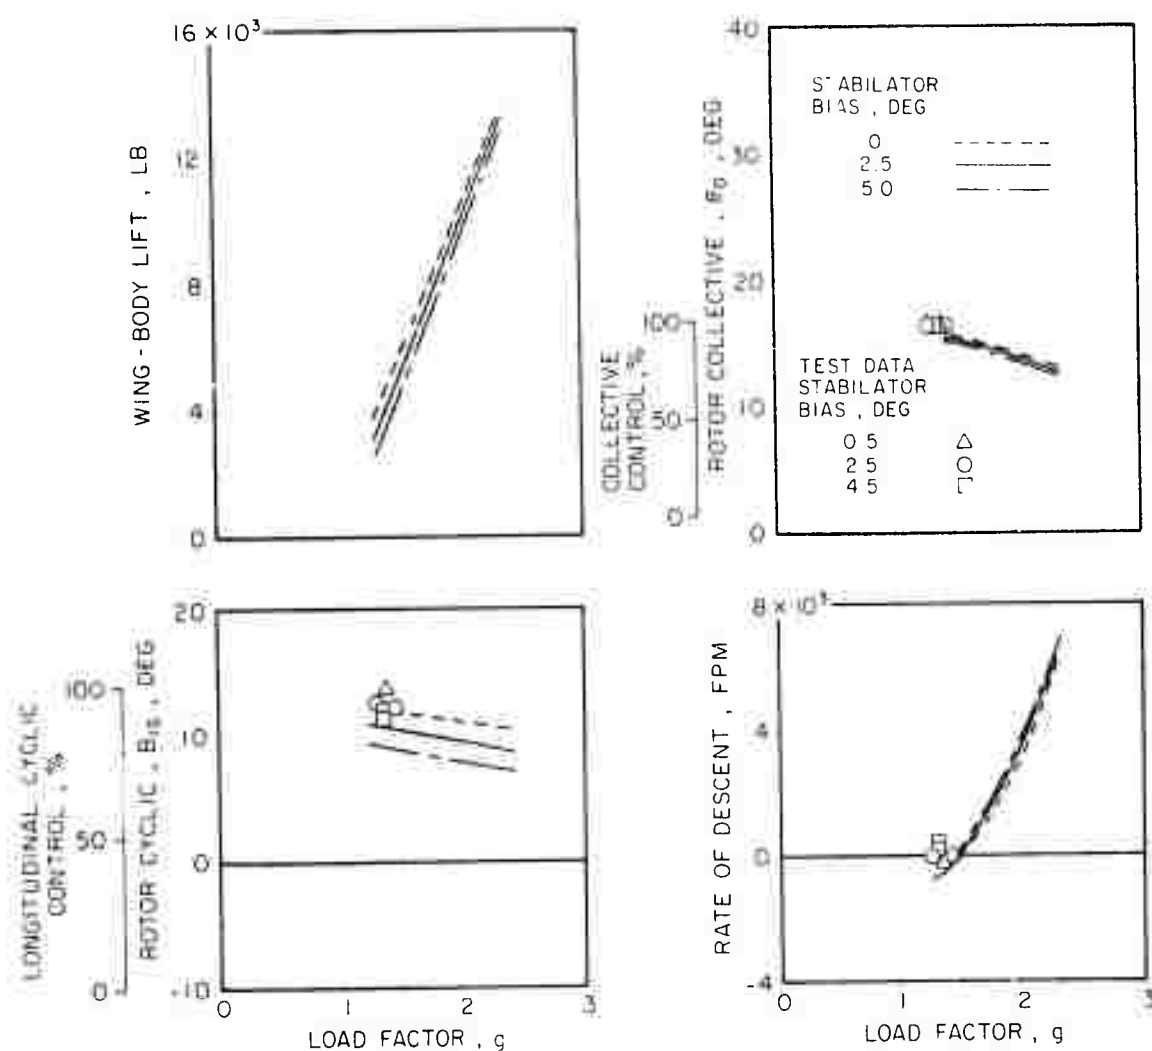 16 × 10³
12
8
4
0
WING - BODY LIFT , LB
40
30
20
10
0
ROTOR COLLECTIVE , θ₀ , DEG
100
50
0
COLLECTIVE
CONTROL , %
STABILATOR
BIAS , DEG
0
2.5
5 0
TEST DATA
STABILATOR
BIAS , DEG
0 5
2 5
4 5
20
10
0
-10
ROTOR CYCLIC , B₁S , DEG
100
50
0
LONGITUDINAL CYCLIC
CONTROL , %
0
1
2
3
LOAD FACTOR , g
8 × 10³
4
0
-4
RATE OF DESCENT , FPM
0
1
2
3
LOAD FACTOR , g